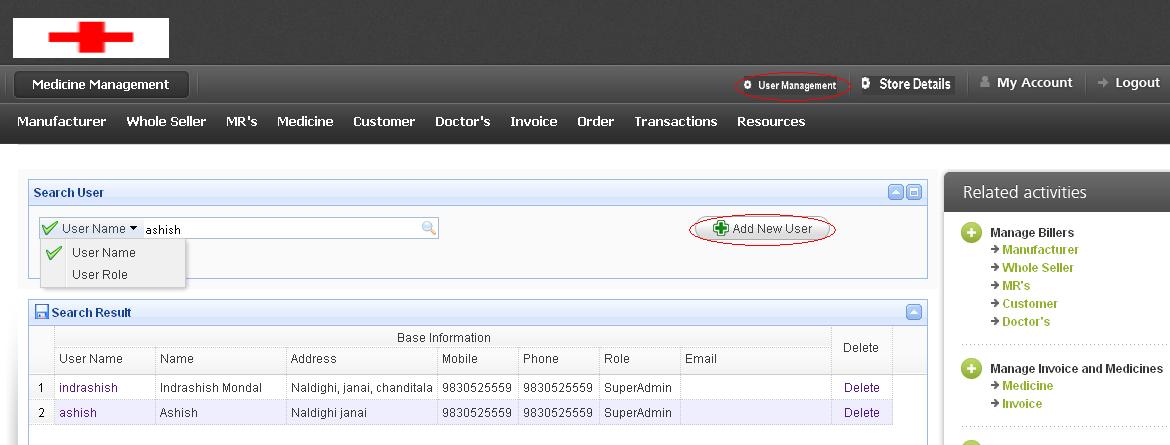 Medicine Management
User Management
Store Details
My Account
Logout
Manufacturer Whole Seller MR's Medicine Customer Doctor's Invoice Order Transactions Resources
Search User
User Name ashish
Add New User
User Name
User Role
Search Result
Base Information
User Name Name Address Mobile Phone Role Email Delete
1 indrashish Indrashish Mondal Naldighi, janai, chanditala 9830525559 9830525559 SuperAdmin Delete
2 ashish Ashish Naldighi janai 9830525559 9830525559 SuperAdmin Delete
Related activities
Manage Billers
Manufacturer
Whole Seller
MR's
Customer
Doctor's
Manage Invoice and Medicines
Medicine
Invoice